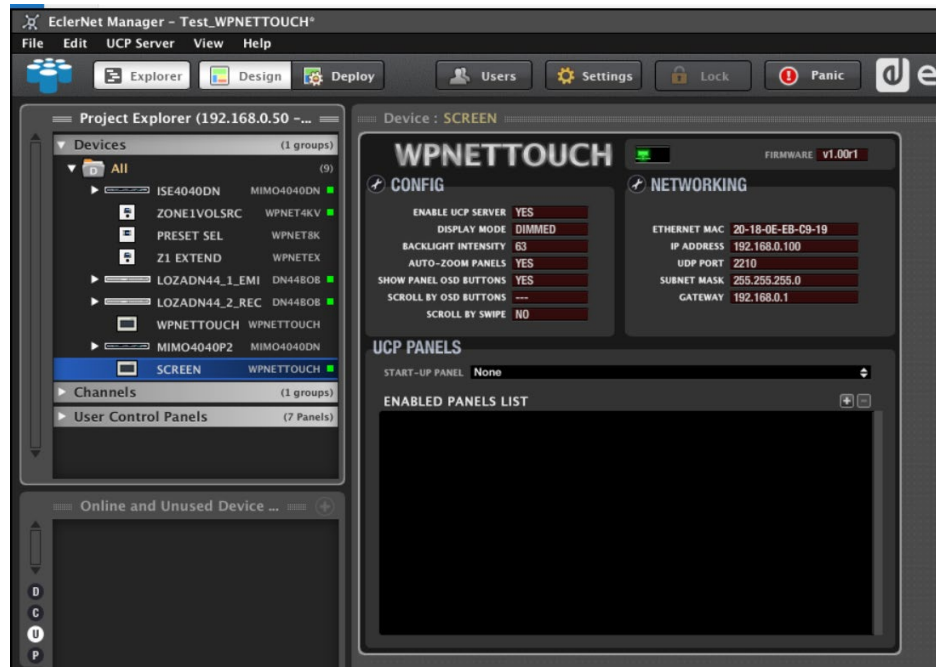 EclerNet Manager - Test_WPNETTOUCH*
File Edit UCP Server View Help
Explorer Design Deploy Users Settings Lock Panic
Project Explorer (192.168.0.50 -...
Devices (1 groups)
All (9)
ISE4040DN MIMO4040DN
ZONE1VOLSRC WPNET4KV
PRESET SEL WPNET8K
Z1 EXTEND WPNETEX
LOZADN44_1_EMI DN44BOB
LOZADN44_2_REC DN44BOB
WPNETTOUCH WPNETTOUCH
MIMO4040P2 MIMO4040DN
SCREEN WPNETTOUCH
Channels (1 groups)
User Control Panels (7 Panels)
Online and Unused Device ...
D
C
U
P
Device : SCREEN
WPNETTOUCH FIRMWARE v1.00r1
CONFIG
ENABLE UCP SERVER YES
DISPLAY MODE DIMMED
BACKLIGHT INTENSITY 63
AUTO-ZOOM PANELS YES
SHOW PANEL OSD BUTTONS YES
SCROLL BY OSD BUTTONS ---
SCROLL BY SWIPE NO
NETWORKING
ETHERNET MAC 20-18-0E-EB-C9-19
IP ADDRESS 192.168.0.100
UDP PORT 2210
SUBNET MASK 255.255.255.0
GATEWAY 192.168.0.1
UCP PANELS
START-UP PANEL None
ENABLED PANELS LIST